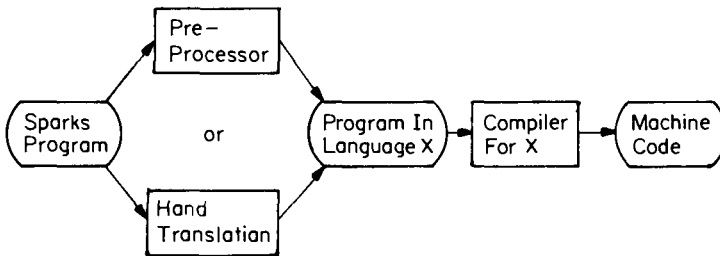 Pre-
Processor
Sparks
Program
or
Program In
Language X
Compiler
For X
Machine
Code
Hand
Translation